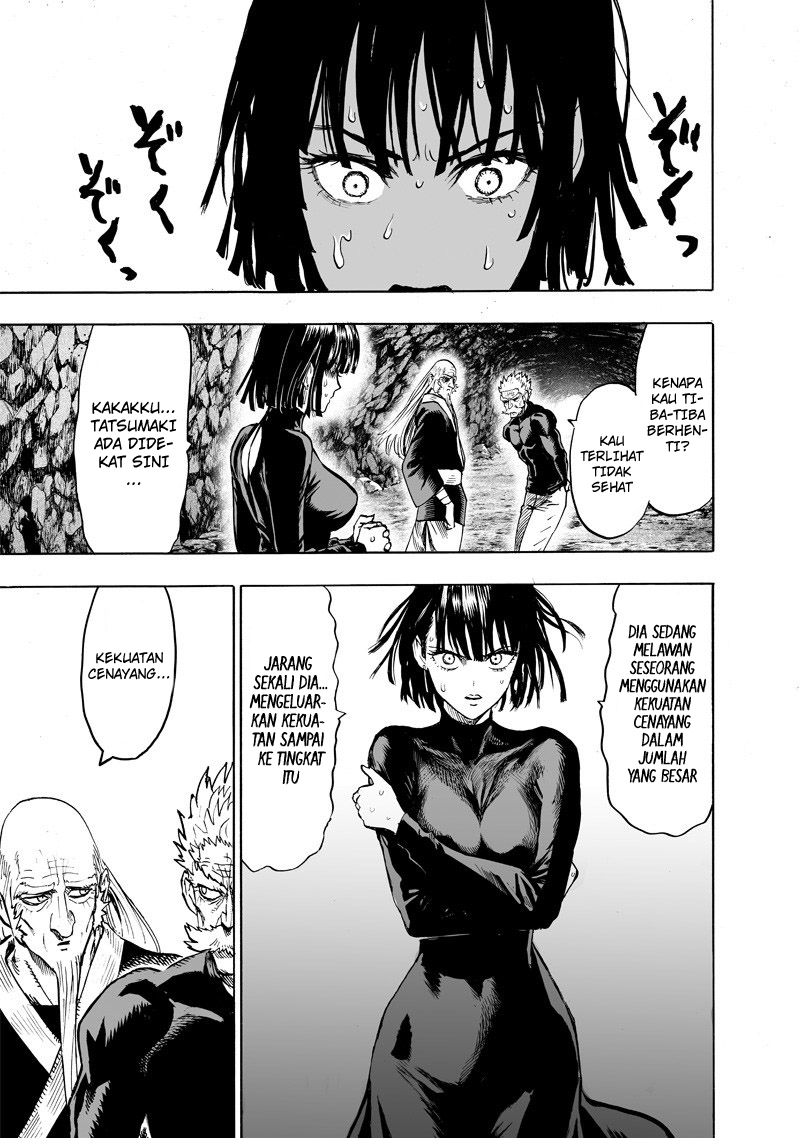 ぞくっ
ぞく
ぞく
KENAPA
KAU TI-
BA-TIBA
BERHEN-
TI?
KAU
TERLIHAT
TIDAK
SEHAT
KAKAKKU...
TATSUMAKI
ADA DIDE-
KAT SINI
...
DIA SEDANG
MELAWAN
SESEORANG
MENGGUNAKAN
KEKUATAN
CENAYANG
DALAM
JUMLAH
YANG BESAR
JARANG
SEKALI DIA...
MENGELUAR-
KAN KEKUA-
TAN SAMPAI
KE TINGKAT
ITU
KEKUATAN
CENAYANG...